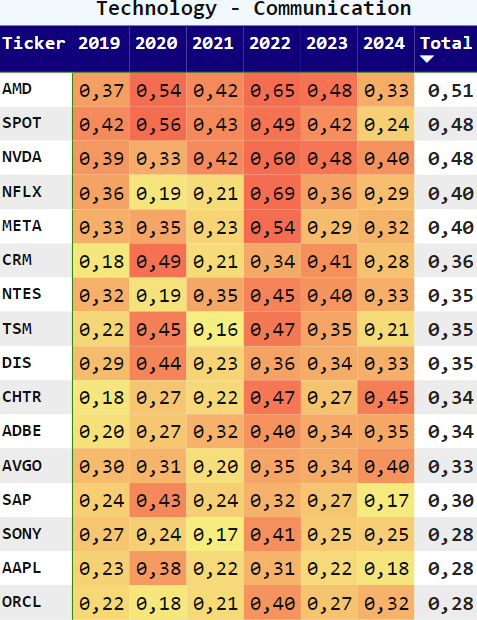 Technology - Communication
Ticker 2019 2020 2021 2022 2023 2024 Total
AMD 0,37 0,54 0,42 0,65 0,48 0,33 0,51
SPOT 0,42 0,56 0,43 0,49 0,42 0,24 0,48
NVDA 0,39 0,33 0,42 0,60 0,48 0,40 0,48
NFLX 0,36 0,19 0,21 0,69 0,36 0,29 0,40
META 0,33 0,35 0,23 0,54 0,29 0,32 0,40
CRM 0,18 0,49 0,21 0,34 0,41 0,28 0,36
NTES 0,32 0,19 0,35 0,45 0,40 0,33 0,35
TSM 0,22 0,45 0,16 0,47 0,35 0,21 0,35
DIS 0,29 0,44 0,23 0,36 0,34 0,33 0,35
CHTR 0,18 0,27 0,22 0,47 0,27 0,45 0,34
ADBE 0,20 0,27 0,32 0,40 0,34 0,35 0,34
AVGO 0,30 0,31 0,20 0,35 0,34 0,40 0,33
SAP 0,24 0,43 0,24 0,32 0,27 0,17 0,30
SONY 0,27 0,24 0,17 0,41 0,25 0,25 0,28
AAPL 0,23 0,38 0,22 0,31 0,22 0,18 0,28
ORCL 0,22 0,18 0,21 0,40 0,27 0,32 0,28